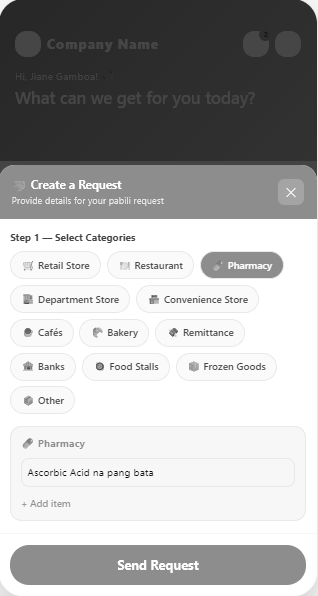 Company Name
Hi, Jiane Gamboa!
What can we get for you today?
Create a Request
Provide details for your pabili request
Step 1 — Select Categories
Retail Store Restaurant Pharmacy
Department Store Convenience Store
Cafés Bakery Remittance
Banks Food Stalls Frozen Goods
Other
Pharmacy
Ascorbic Acid na pang bata
+ Add item
Send Request